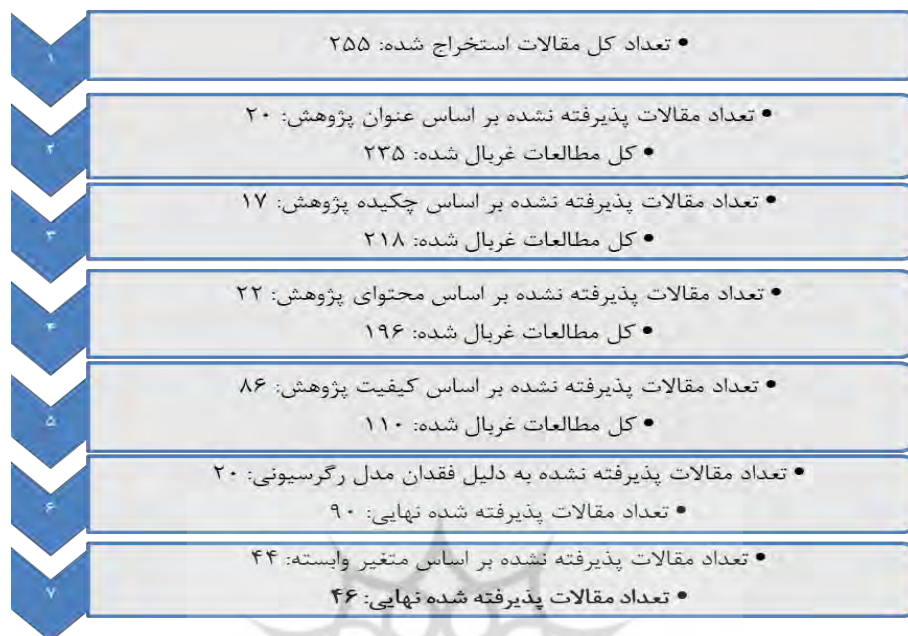 ۱
• تعداد کل مقالات استخراج شده: ۲۵۵
۲
• تعداد مقالات پذیرفته نشده بر اساس عنوان پژوهش: ۲۰
• کل مطالعات غربال شده: ۲۳۵
۳
• تعداد مقالات پذیرفته نشده بر اساس چکیده پژوهش: ۱۷
• کل مطالعات غربال شده: ۲۱۸
۴
• تعداد مقالات پذیرفته نشده بر اساس محتوای پژوهش: ۲۲
• کل مطالعات غربال شده: ۱۹۶
۵
• تعداد مقالات پذیرفته نشده بر اساس کیفیت پژوهش: ۸۶
• کل مطالعات غربال شده: ۱۱۰
۶
• تعداد مقالات پذیرفته نشده به دلیل فقدان مدل رگرسیونی: ۲۰
• تعداد مقالات پذیرفته شده نهایی: ۹۰
۷
• تعداد مقالات پذیرفته نشده بر اساس متغیر وابسته: ۴۴
• تعداد مقالات پذیرفته شده نهایی: ۴۶